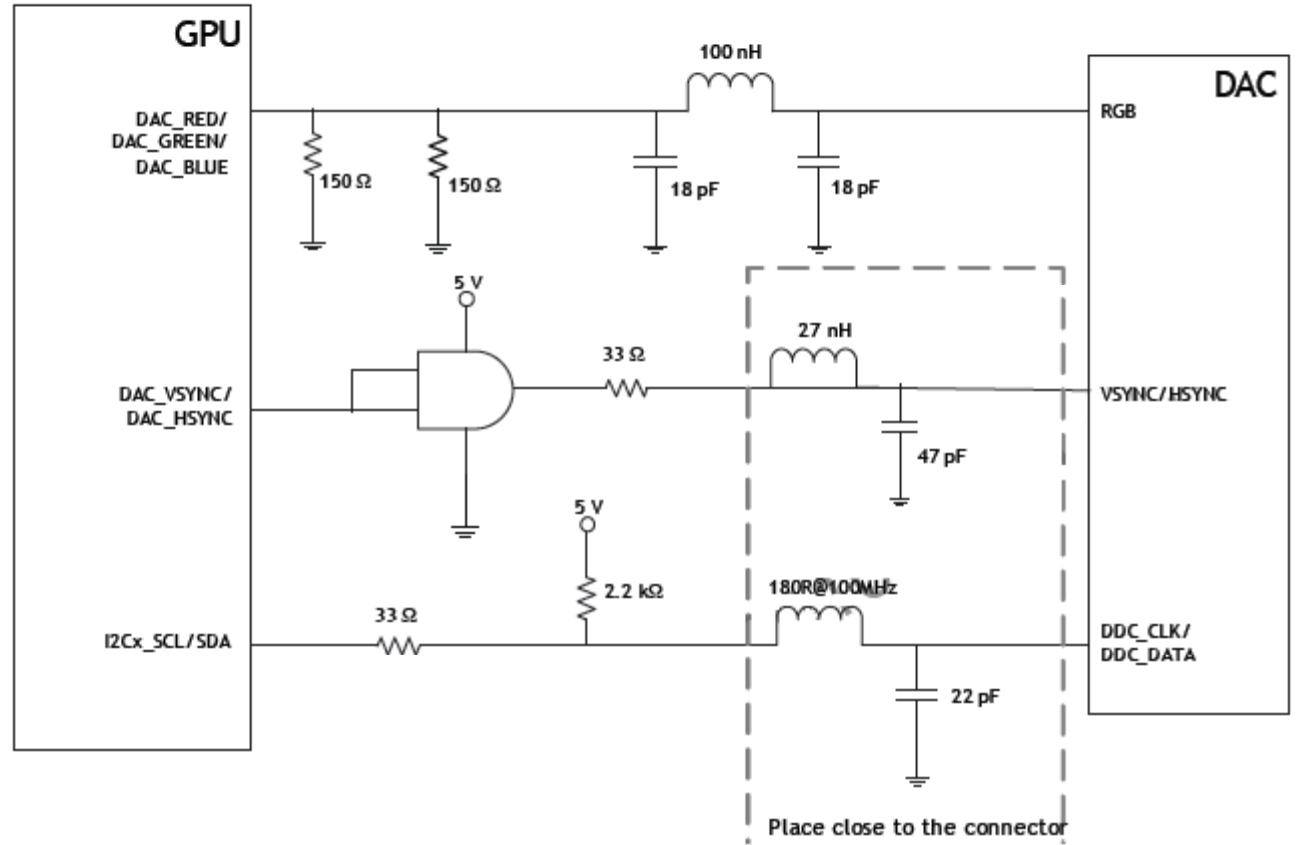 GPU
DAC
100 nH
DAC_RED/
DAC_GREEN/
DAC_BLUE
RGB
150 Ω
150 Ω
18 pF
18 pF
5 V
27 nH
33 Ω
DAC_VSYNC/
DAC_HSYNC
VSYNC/HSYNC
47 pF
5 V
2.2 kΩ
180R@100MHz
33 Ω
I2Cx_SCL/SDA
DDC_CLK/
DDC_DATA
22 pF
Place close to the connector